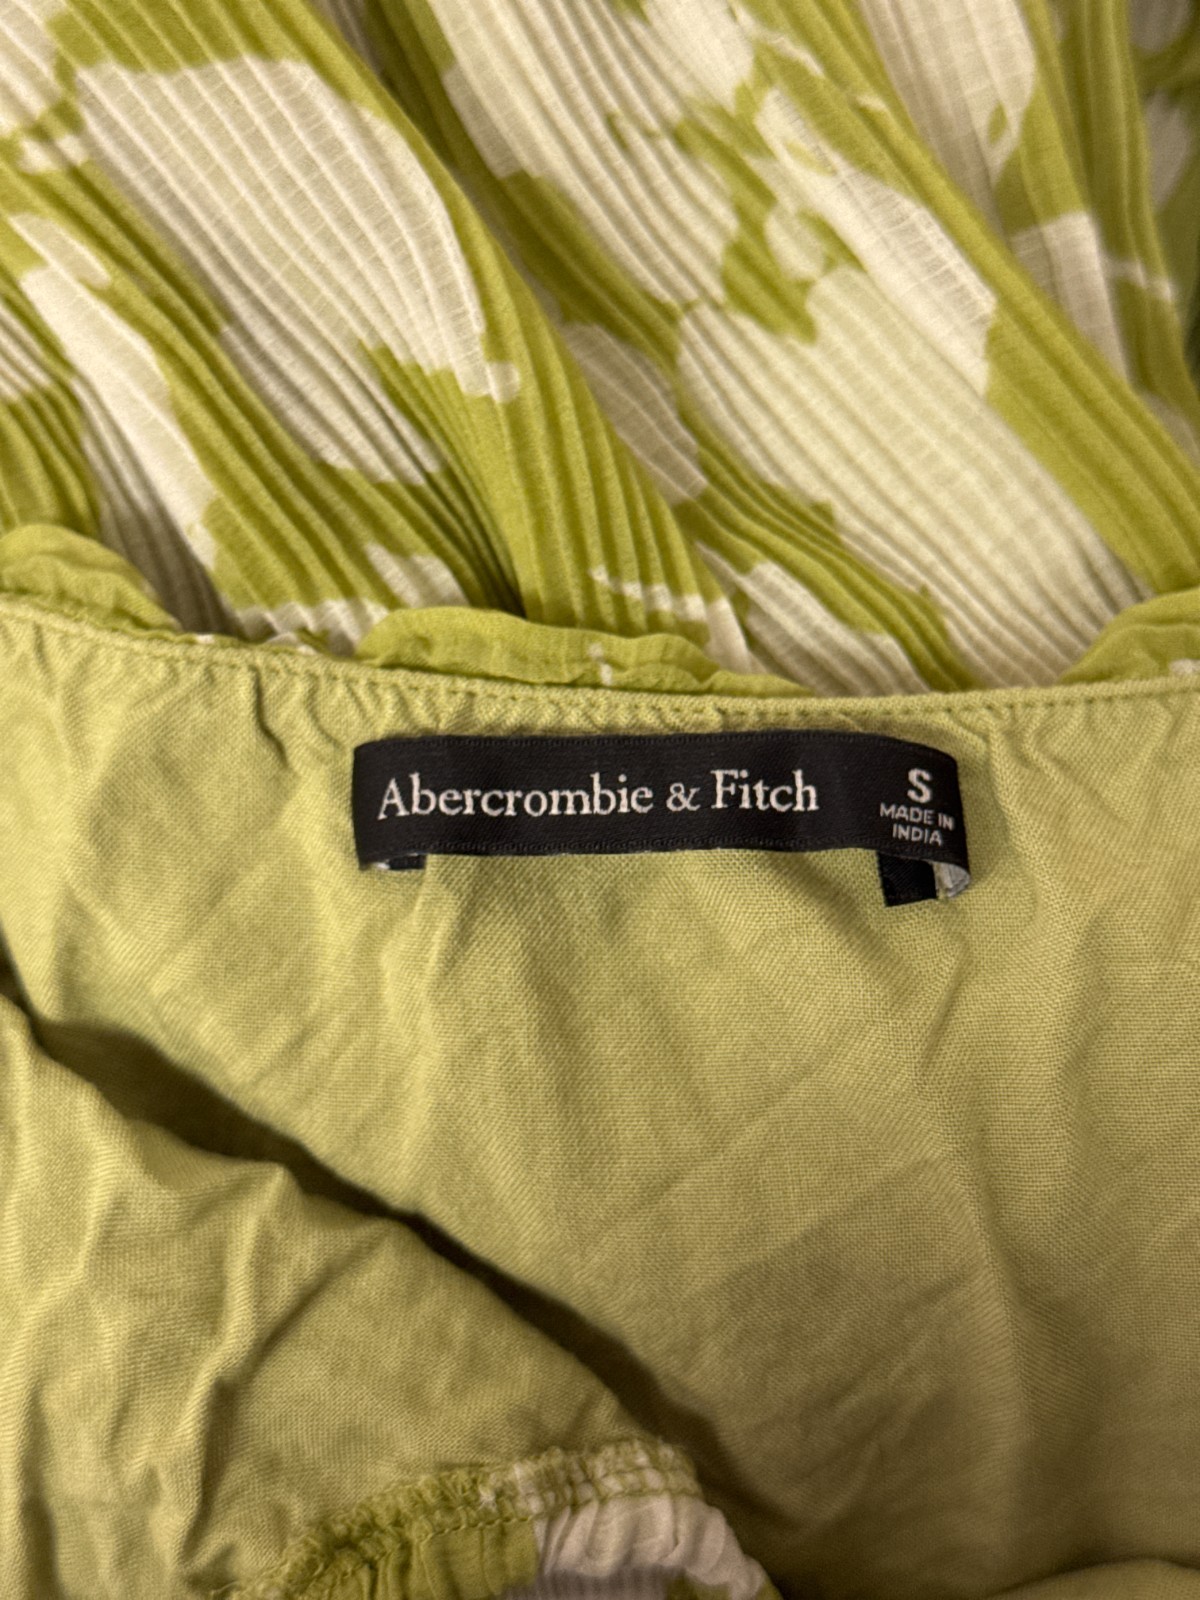 Abercrombie & Fitch
S
MADE IN
INDIA